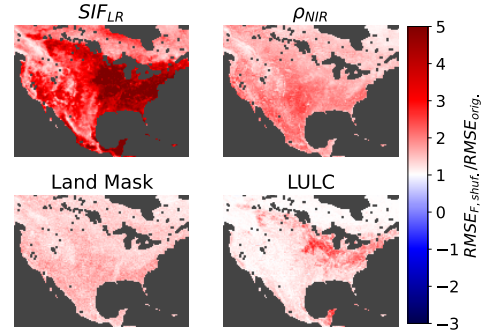 SIF_LR
ρ_NIR
Land Mask
LULC
5
4
3
2
1
0
−1
−2
−3
RMSE_F, shuf./RMSE_orig.